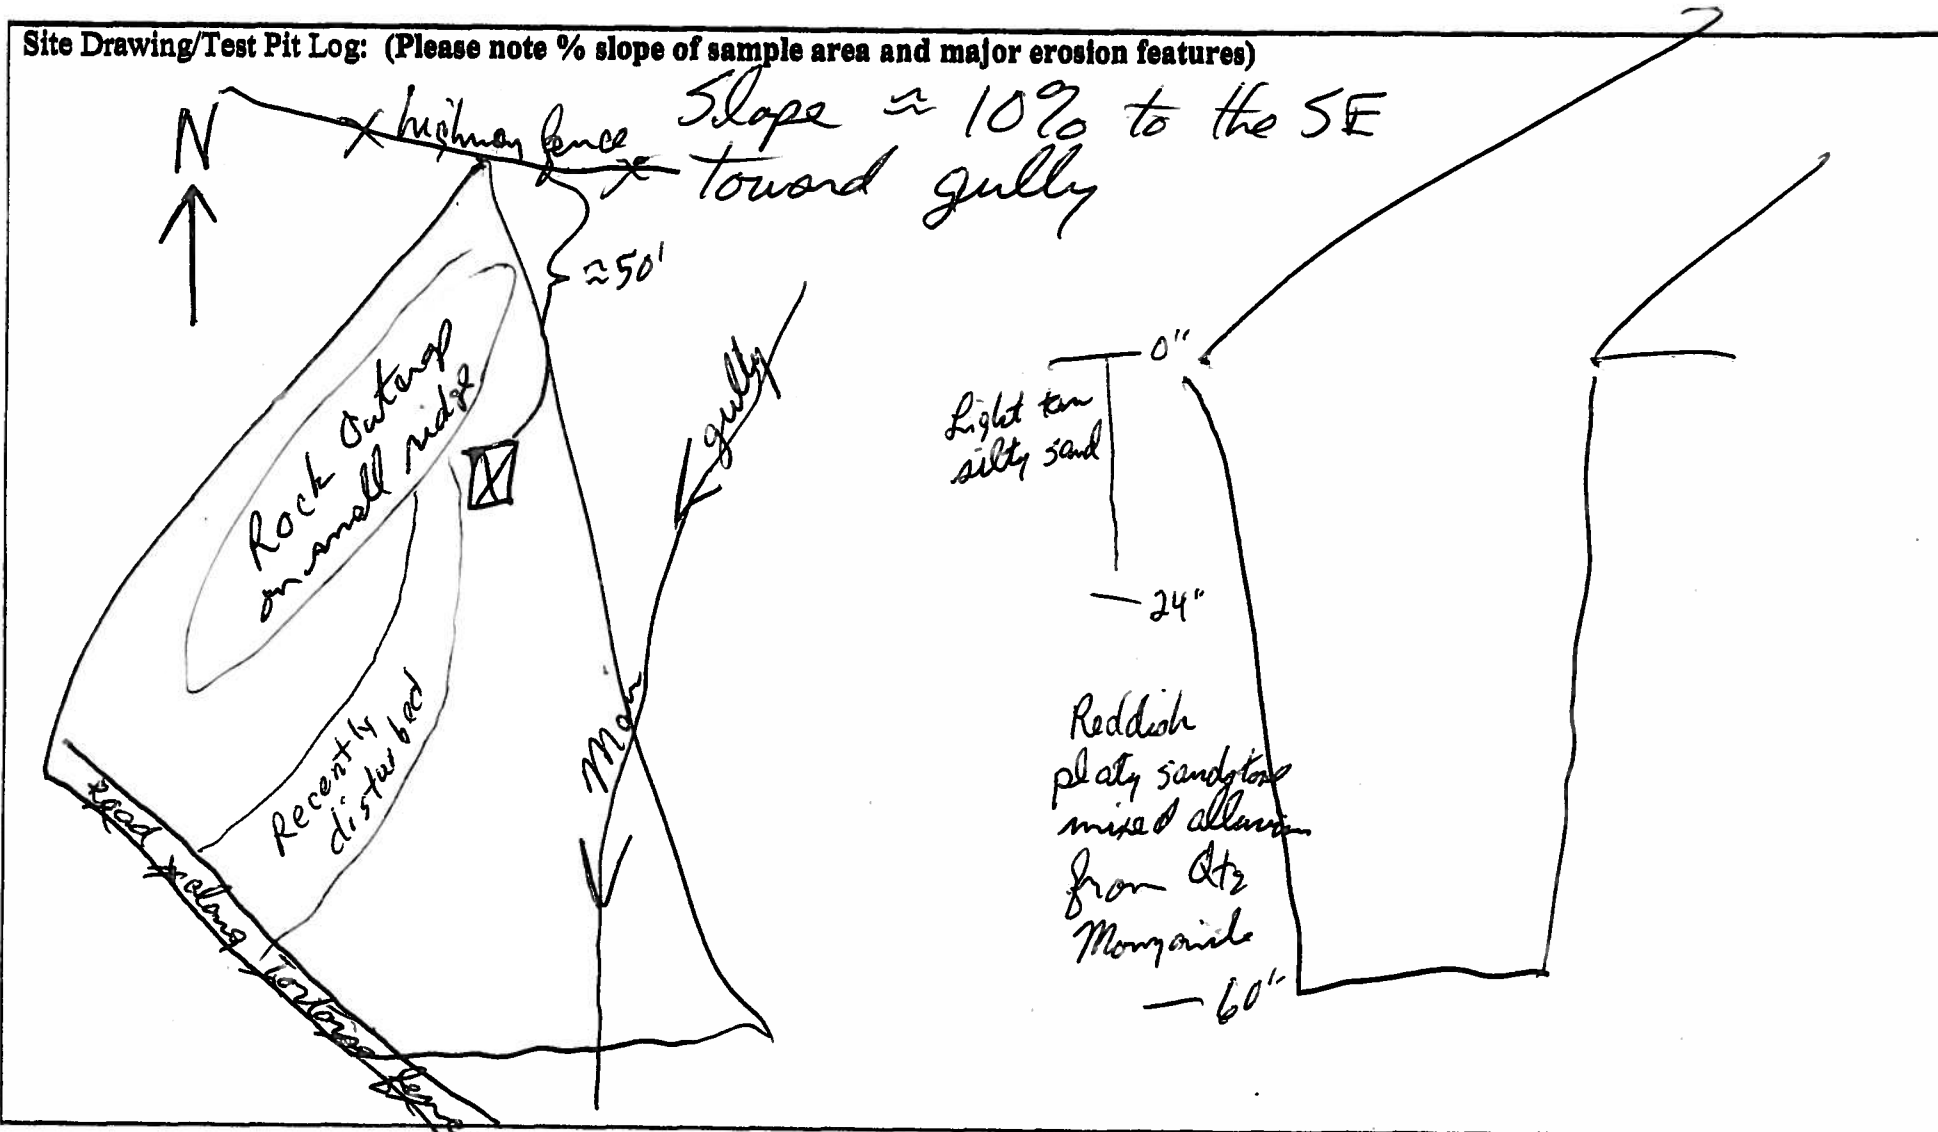 Site Drawing/Test Pit Log: (Please note % slope of sample area and major erosion features)
N
highway fence
Slope ≈ 10% to the SE
toward gully
≈50'
Rock Outcrop
on small ridge
Main gully
Recently
disturbed
Road along Tortoise fence
0"
Light tan
silty sand
24"
Reddish
platy sandstone
mixed alluvium
from Qtz
Monzonite
60"